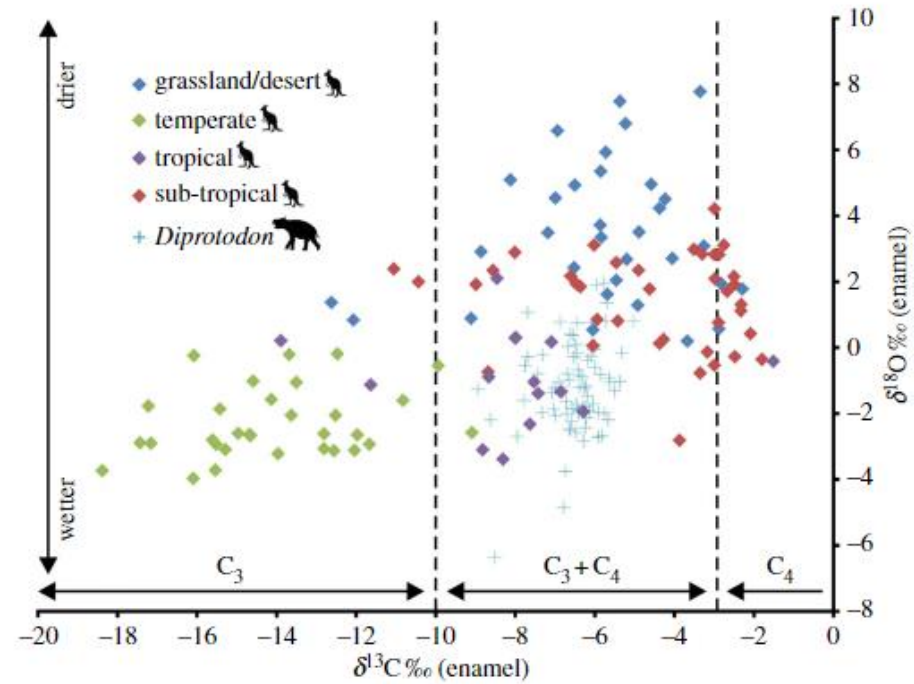 drier
wetter
grassland/desert
temperate
tropical
sub-tropical
Diprotodon
C₃
C₃ + C₄
C₄
10
8
6
4
2
0
–2
–4
–6
–8
δ¹⁸O ‰ (enamel)
–20 –18 –16 –14 –12 –10 –8 –6 –4 –2 0
δ¹³C ‰ (enamel)